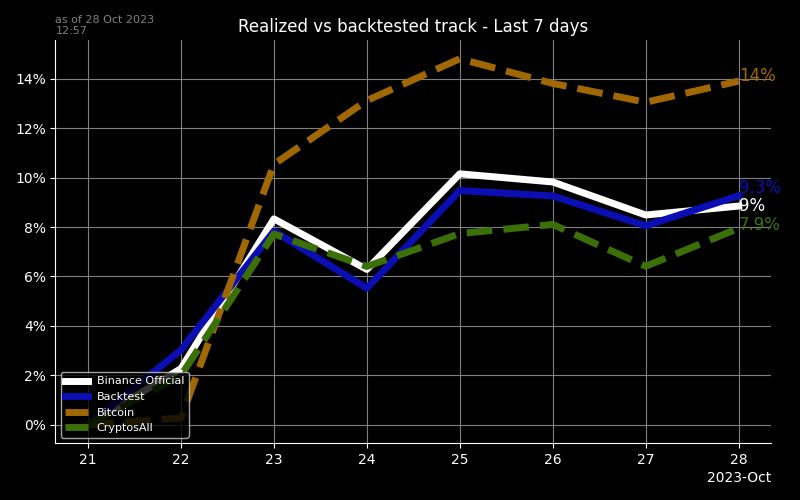 as of 28 Oct 2023
12:57
Realized vs backtested track - Last 7 days
14%
12%
10%
8%
6%
4%
2%
0%
14%
9.3%
9%
7.9%
Binance Official
Backtest
Bitcoin
CryptosAll
21 22 23 24 25 26 27 28
2023-Oct